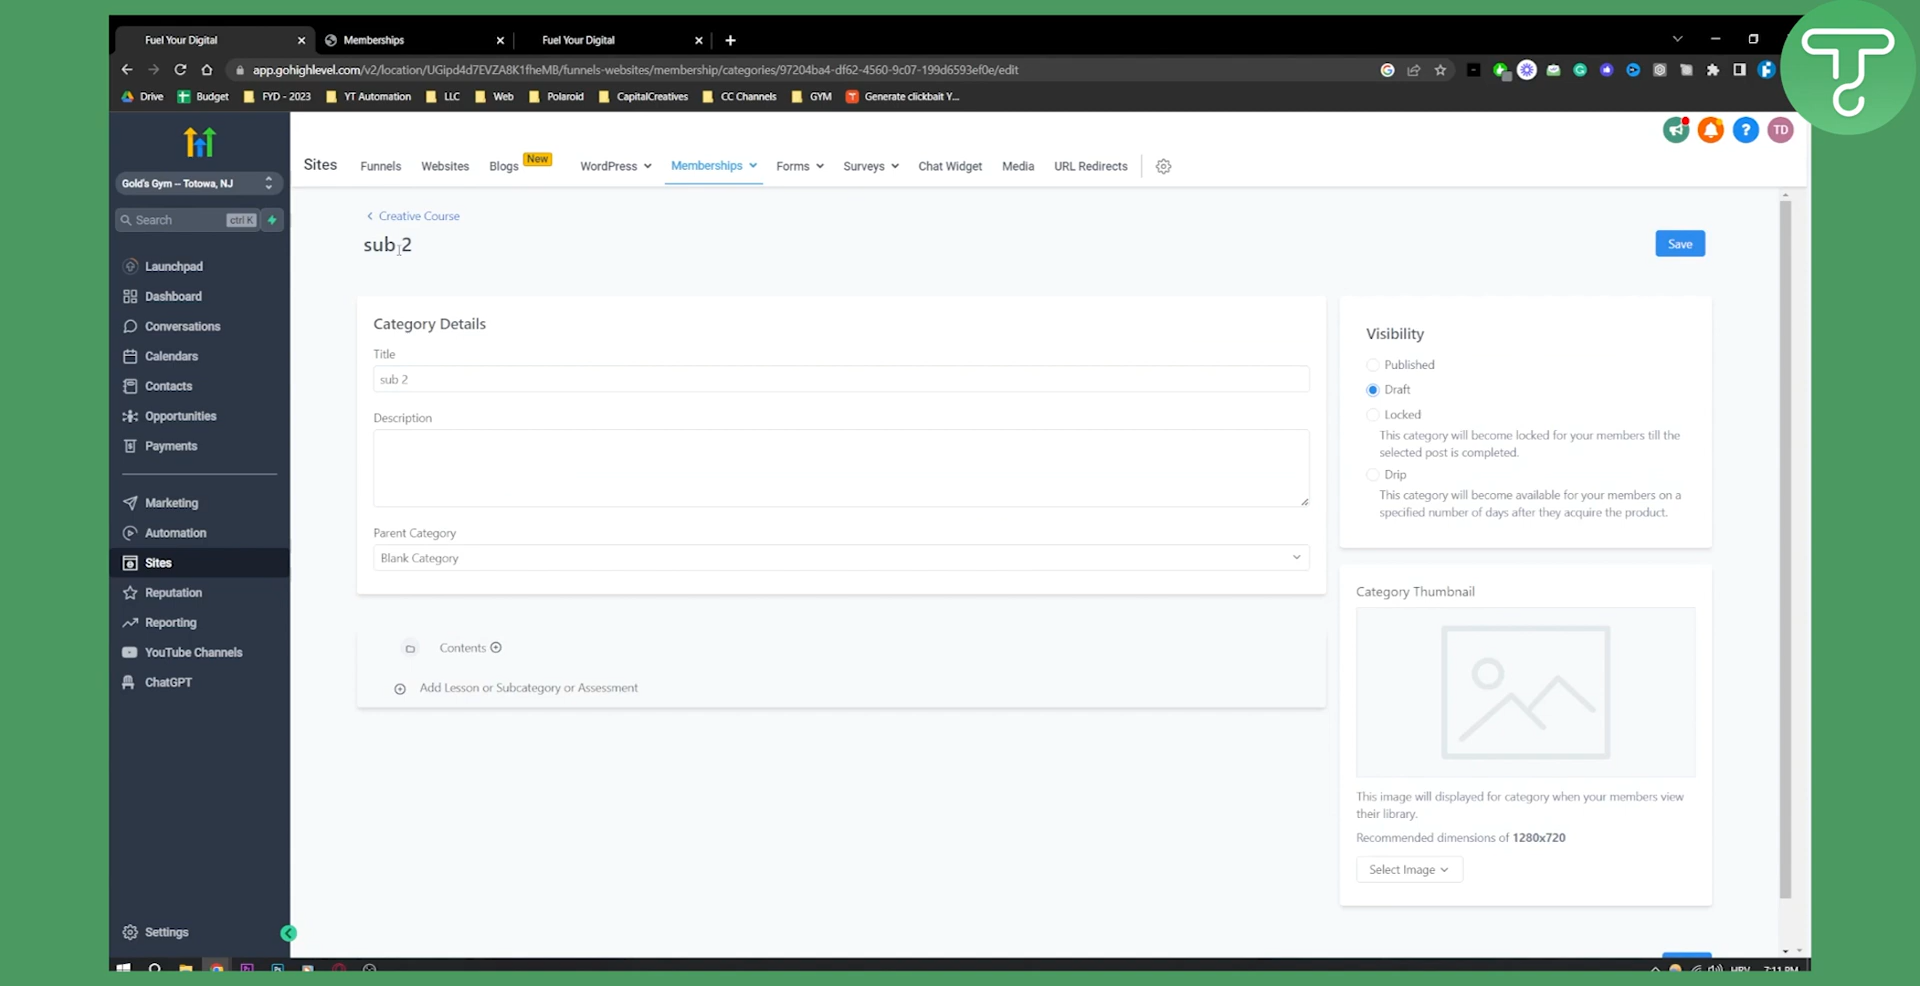 Fuel Your Digital
Memberships
Fuel Your Digital
app.gohighlevel.com/v2/location/UGipd4d7EVZA8K1fheMB/funnels-websites/membership/categories/97204ba4-df62-4560-9c07-199d6593ef0e/edit
Drive Budget FYD - 2023 YT Automation LLC Web Polaroid CapitalCreatives CC Channels GYM Generate clickbait Y...
TD
Sites Funnels Websites Blogs New WordPress Memberships Forms Surveys Chat Widget Media URL Redirects
Gold's Gym -- Totowa, NJ
Search ctrl K
Launchpad
Dashboard
Conversations
Calendars
Contacts
Opportunities
Payments
Marketing
Automation
Sites
Reputation
Reporting
YouTube Channels
ChatGPT
Settings
Creative Course
sub 2
Save
Category Details
Title
sub 2
Description
Parent Category
Blank Category
Contents
Add Lesson or Subcategory or Assessment
Visibility
Published
Draft
Locked
This category will become locked for your members till the
selected post is completed.
Drip
This category will become available for your members on a
specified number of days after they acquire the product.
Category Thumbnail
This image will displayed for category when your members view
their library.
Recommended dimensions of 1280x720
Select Image
HRV 7:11 PM